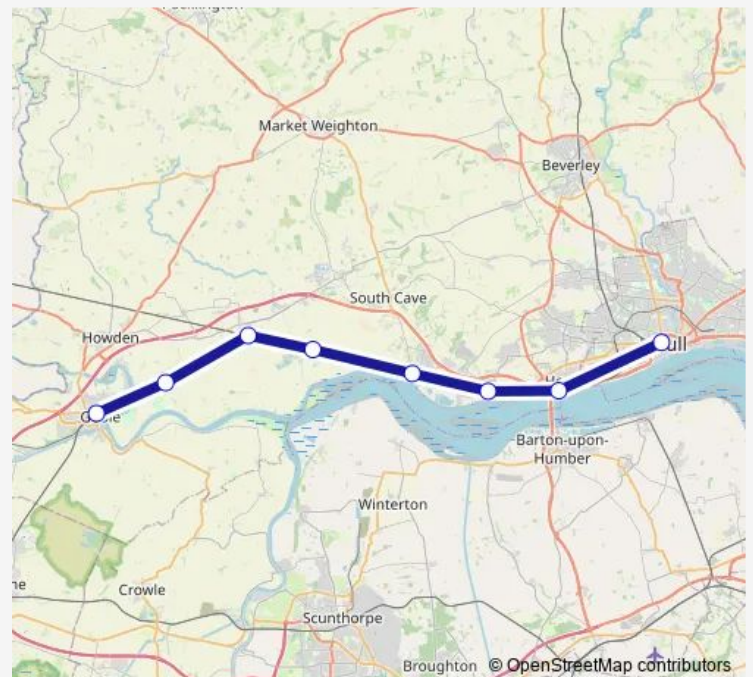 Market Weighton
Beverley
South Cave
Howden
Barton-upon-
Humber
Winterton
Crowle
Scunthorpe
Broughton
© OpenStreetMap contributors